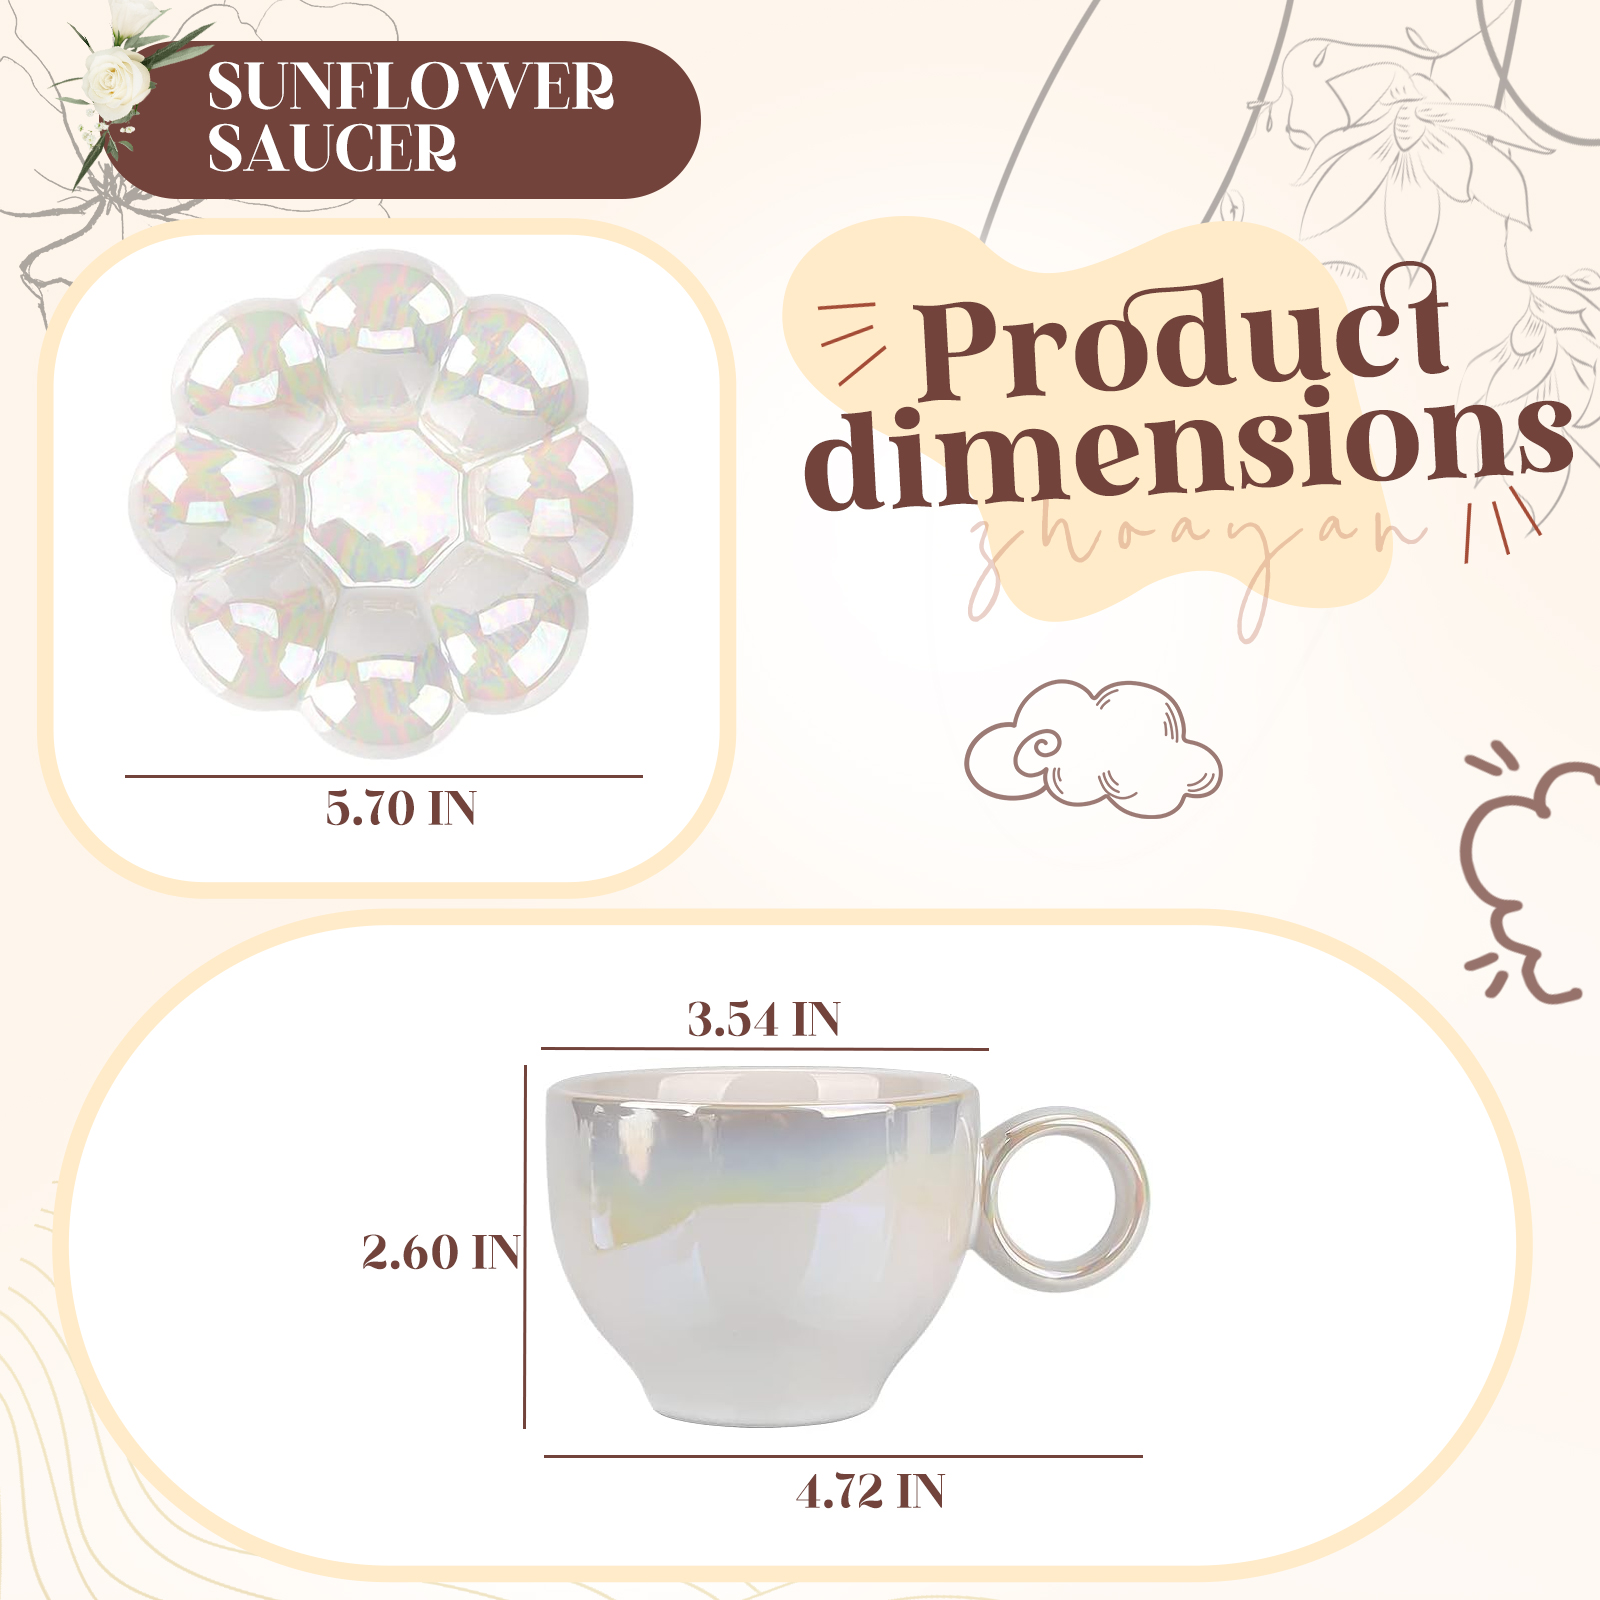 SUNFLOWER
SAUCER
Product
dimensions
zhoayan
5.70 IN
3.54 IN
2.60 IN
4.72 IN